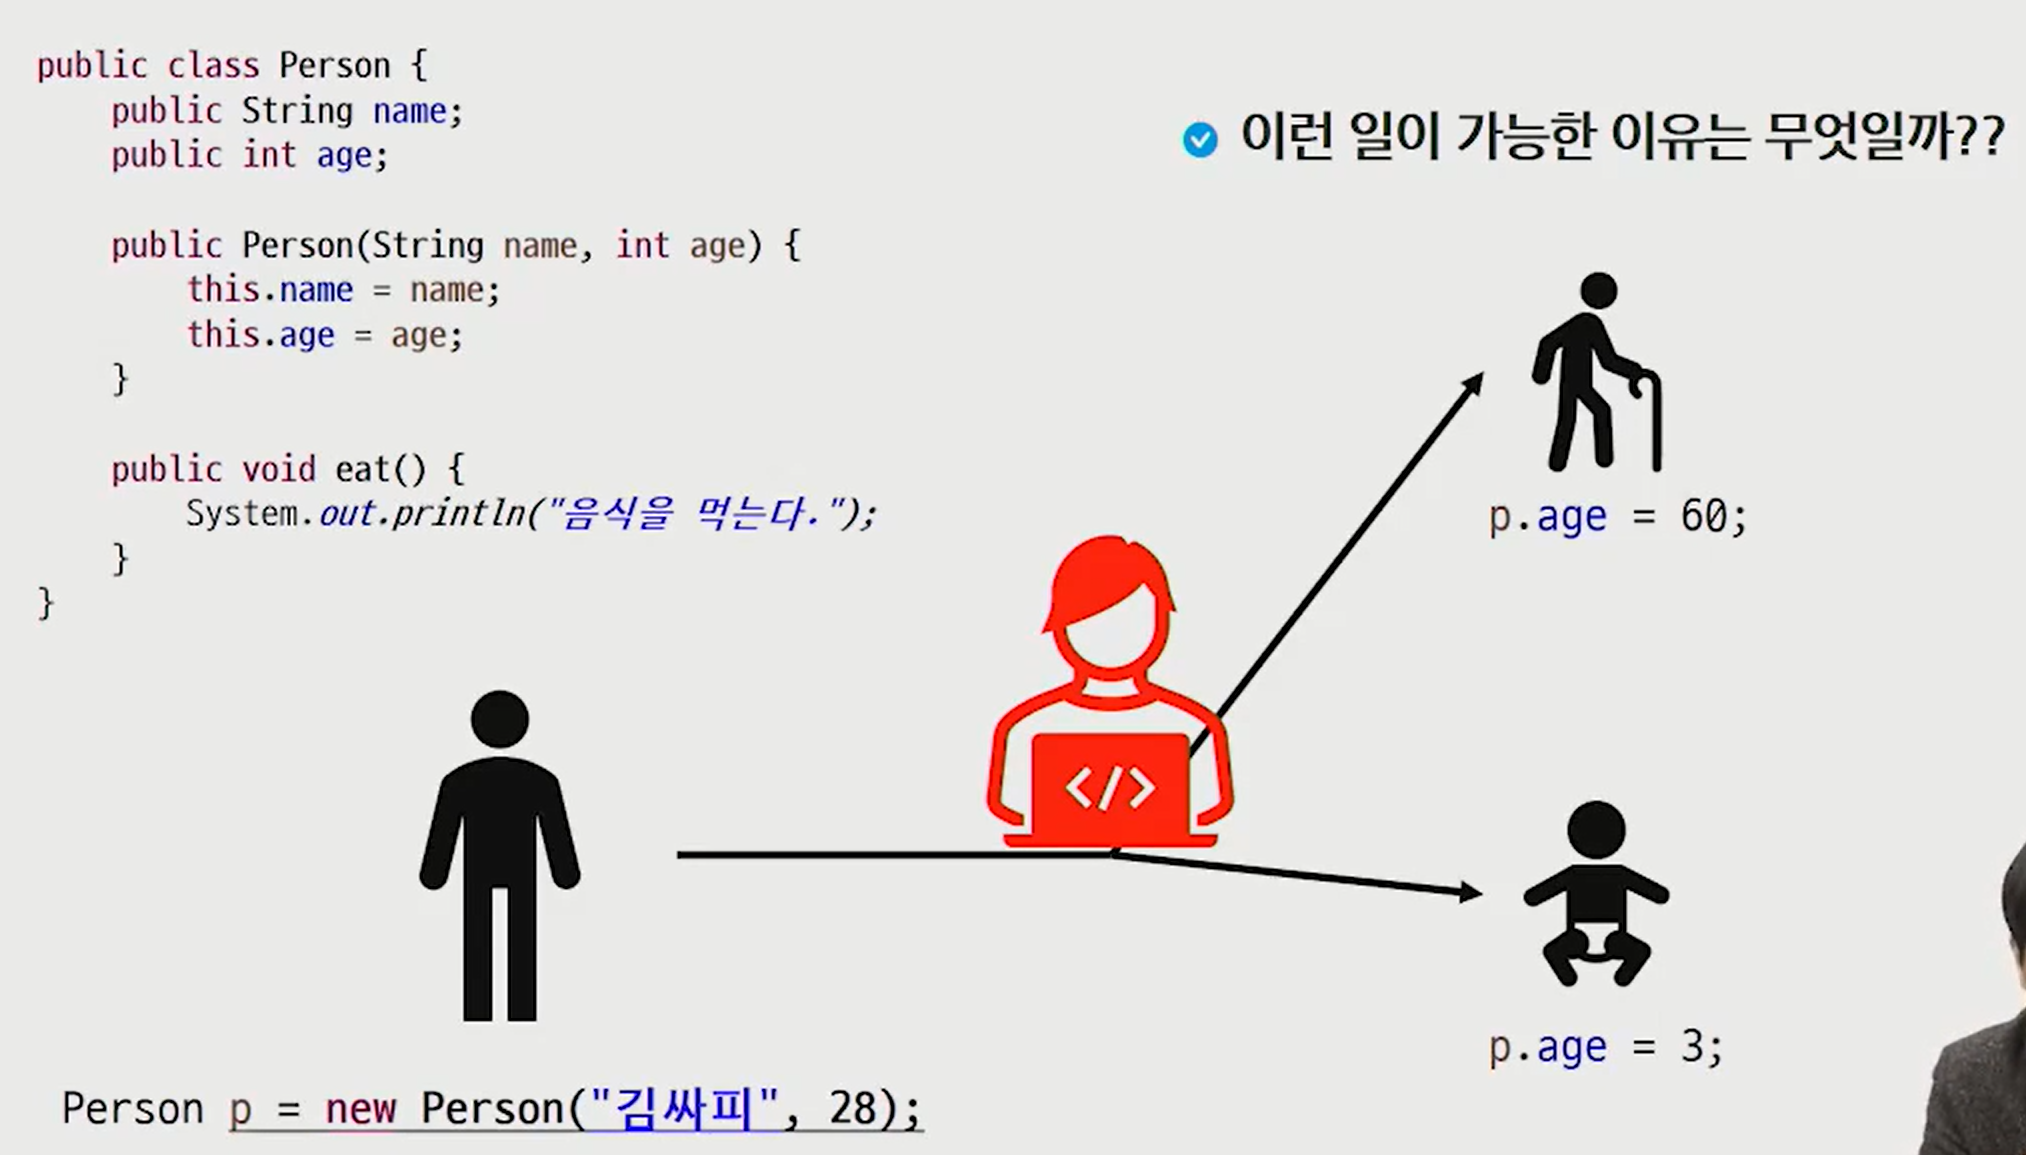 public class Person {
    public String name;
    public int age;

    public Person(String name, int age) {
        this.name = name;
        this.age = age;
    }

    public void eat() {
        System.out.println("음식을 먹는다.");
    }
}
이런 일이 가능한 이유는 무엇일까??
p.age = 60;
</>
p.age = 3;
Person p = new Person("김싸피", 28);